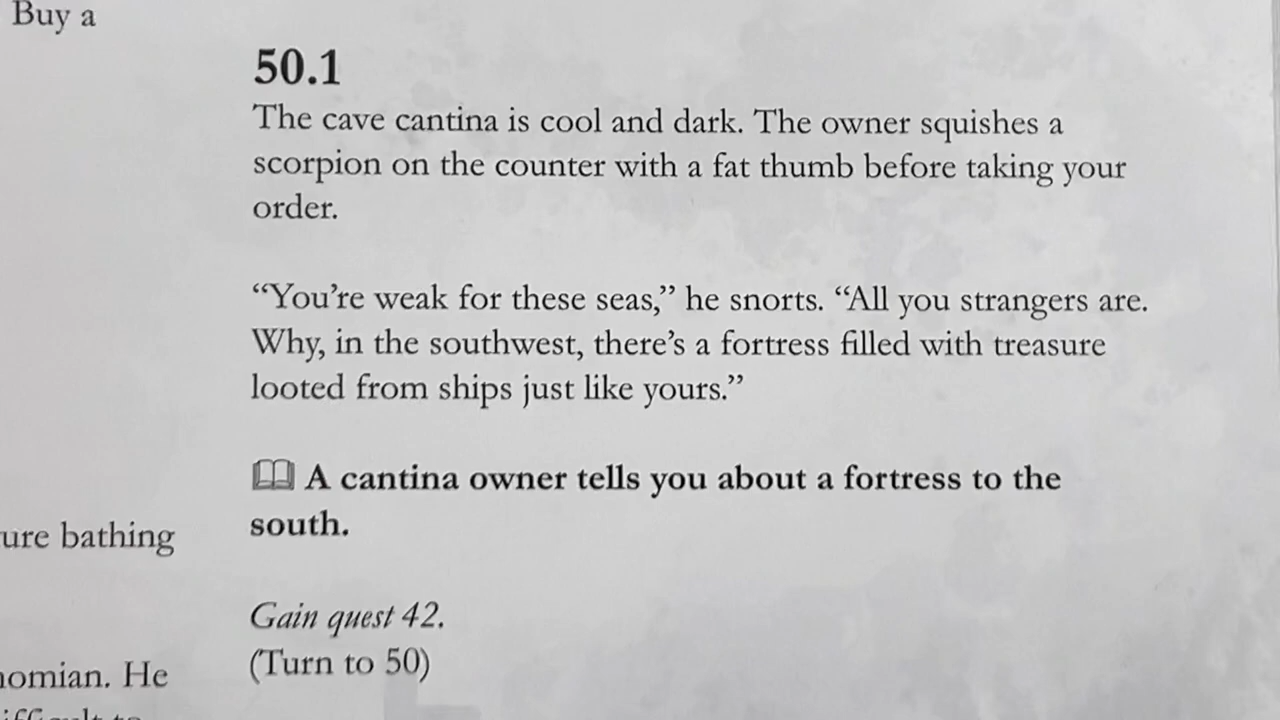 Buy a
ure bathing
nomian. He
50.1
The cave cantina is cool and dark. The owner squishes a
scorpion on the counter with a fat thumb before taking your
order.
“You’re weak for these seas,” he snorts. “All you strangers are.
Why, in the southwest, there’s a fortress filled with treasure
looted from ships just like yours.”
A cantina owner tells you about a fortress to the
south.
Gain quest 42.
(Turn to 50)